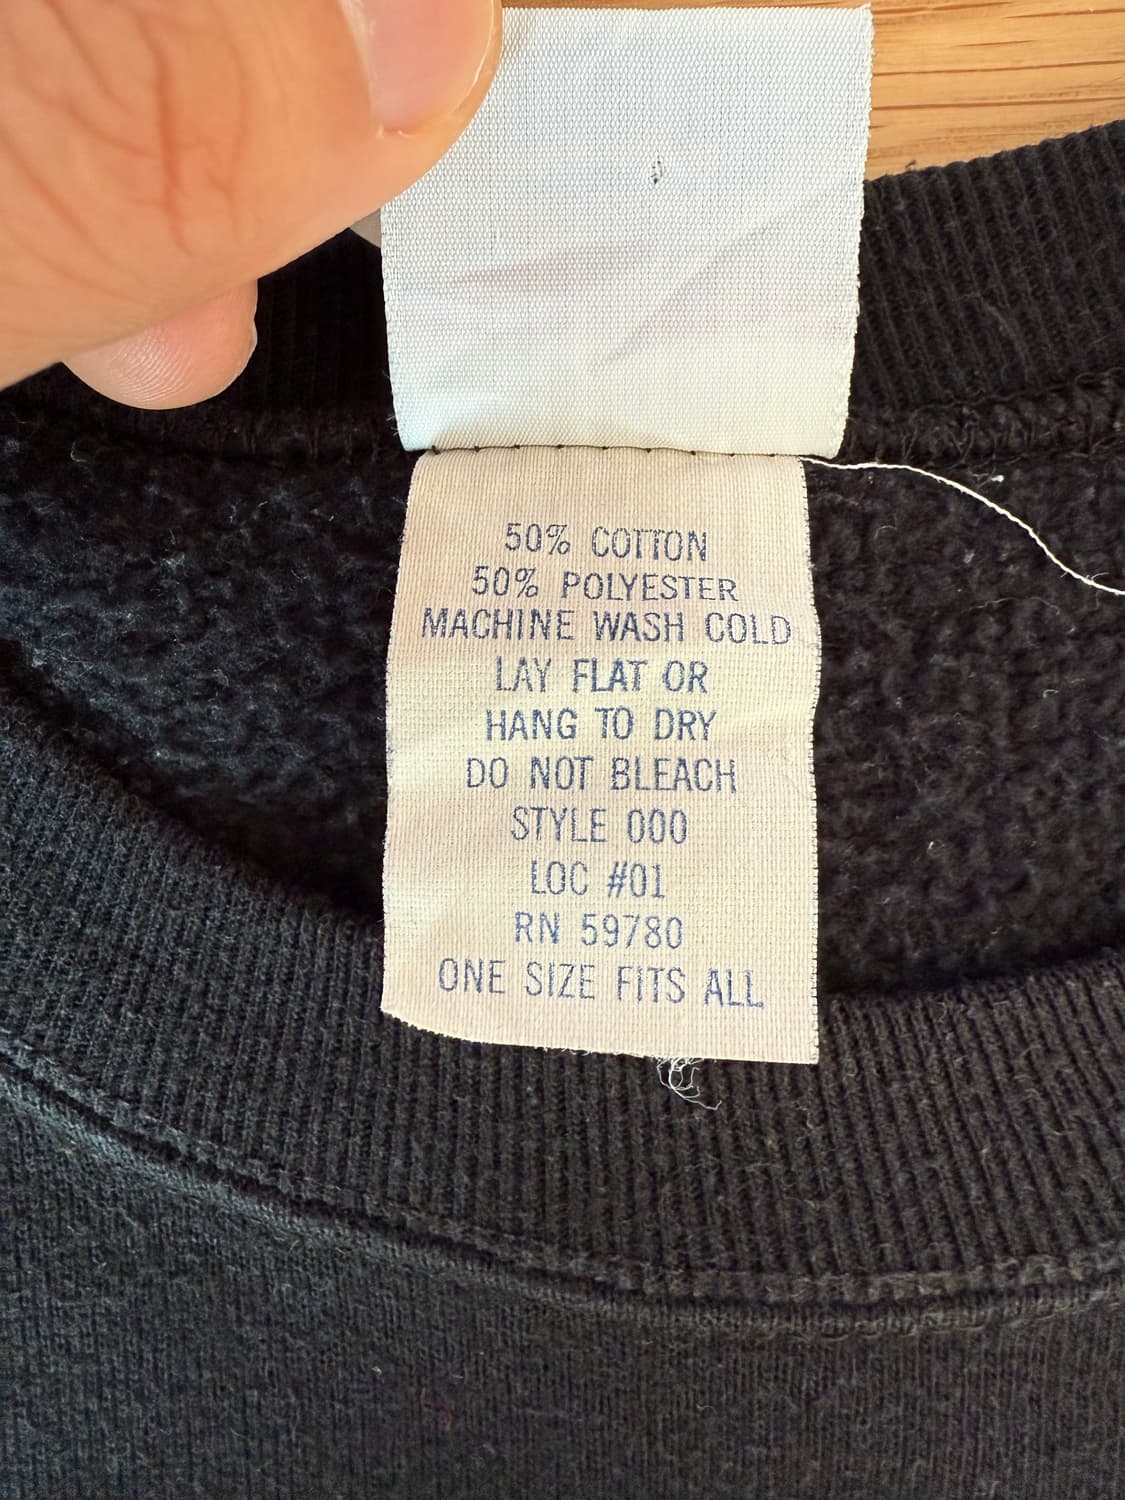 50% COTTON
50% POLYESTER
MACHINE WASH COLD
LAY FLAT OR
HANG TO DRY
DO NOT BLEACH
STYLE 000
LOC #01
RN 59780
ONE SIZE FITS ALL